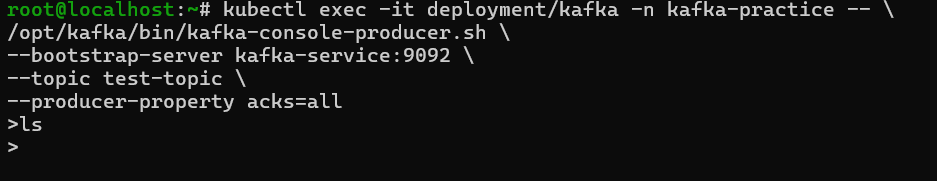 root@localhost:~# kubectl exec -it deployment/kafka -n kafka-practice -- \
/opt/kafka/bin/kafka-console-producer.sh \
--bootstrap-server kafka-service:9092 \
--topic test-topic \
--producer-property acks=all
>ls
>